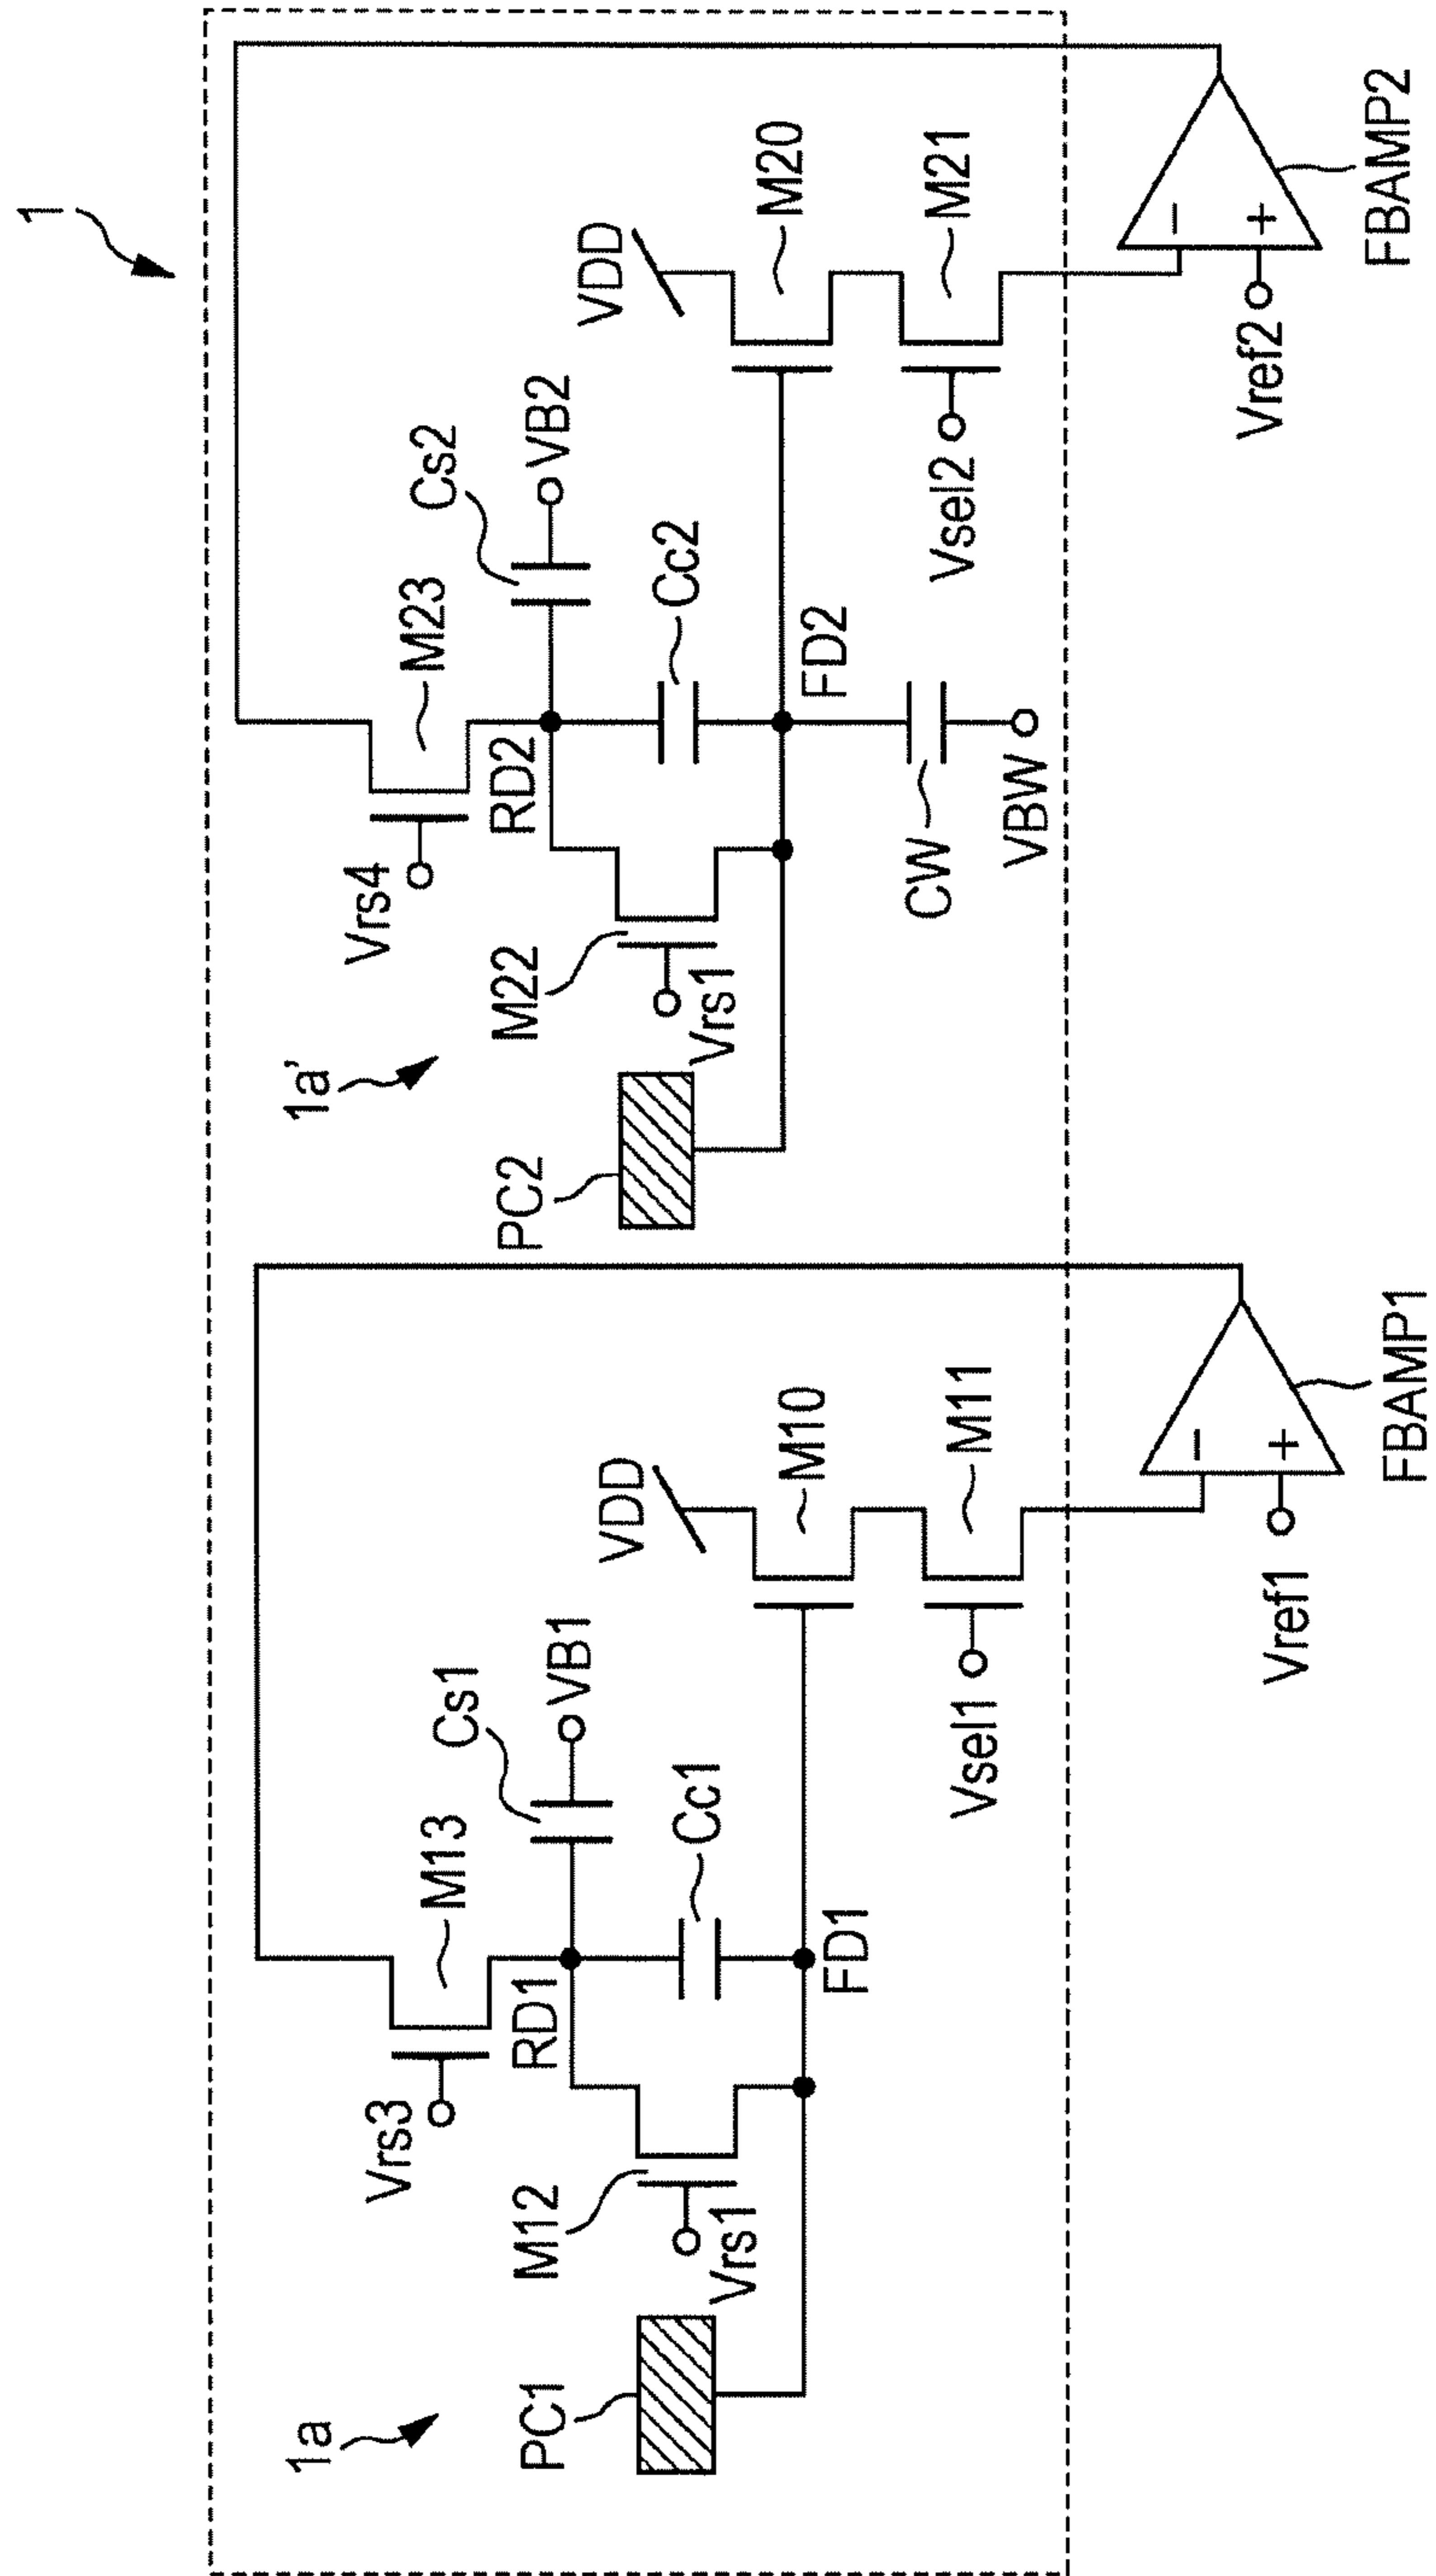 1
1a
PC1
M12
Vrs1
Vrs3
M13
RD1
Cs1
VB1
Cc1
FD1
VDD
M10
M11
Vsel1
Vref1
−
+
FBAMP1
1a'
PC2
M22
Vrs1
Vrs4
M23
RD2
Cs2
VB2
Cc2
FD2
CW
VBW
VDD
M20
M21
Vsel2
Vref2
−
+
FBAMP2